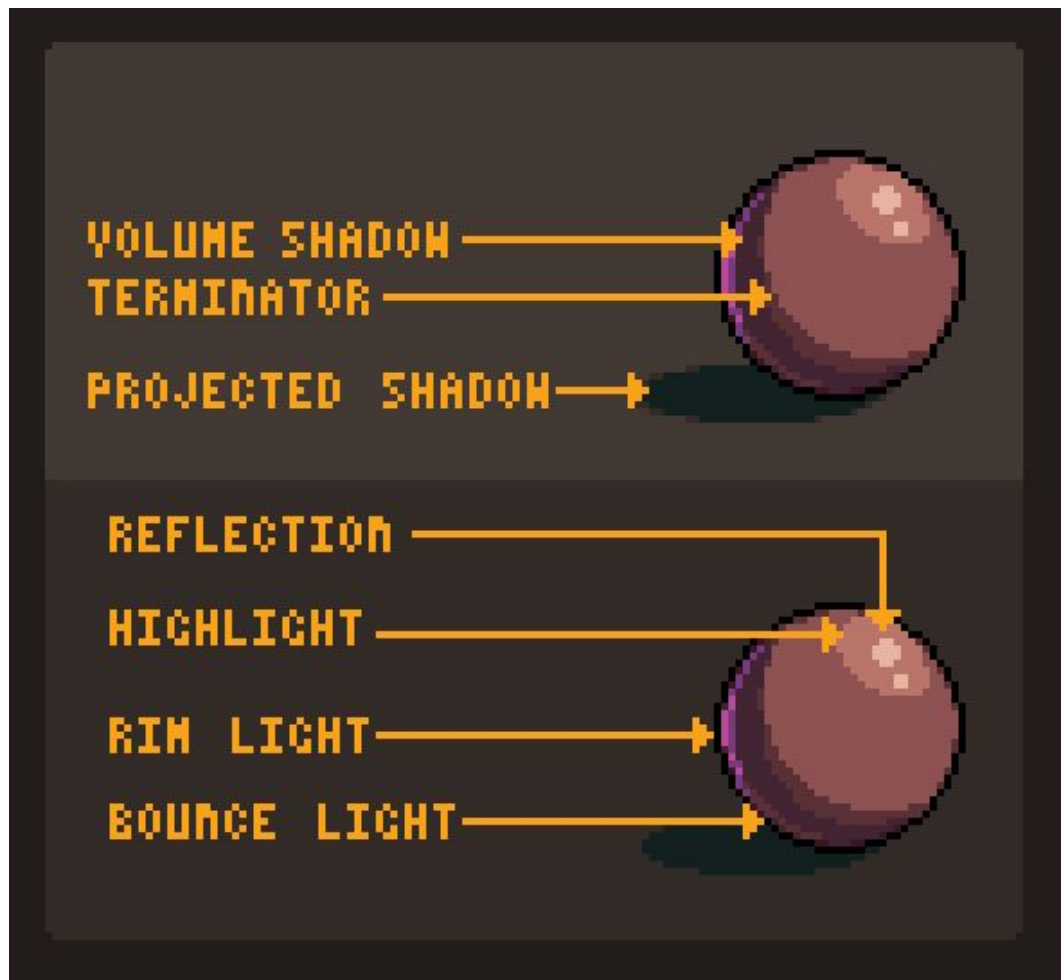 VOLUME SHADOW
TERMINATOR
PROJECTED SHADOW
REFLECTION
HIGHLIGHT
RIM LIGHT
BOUNCE LIGHT